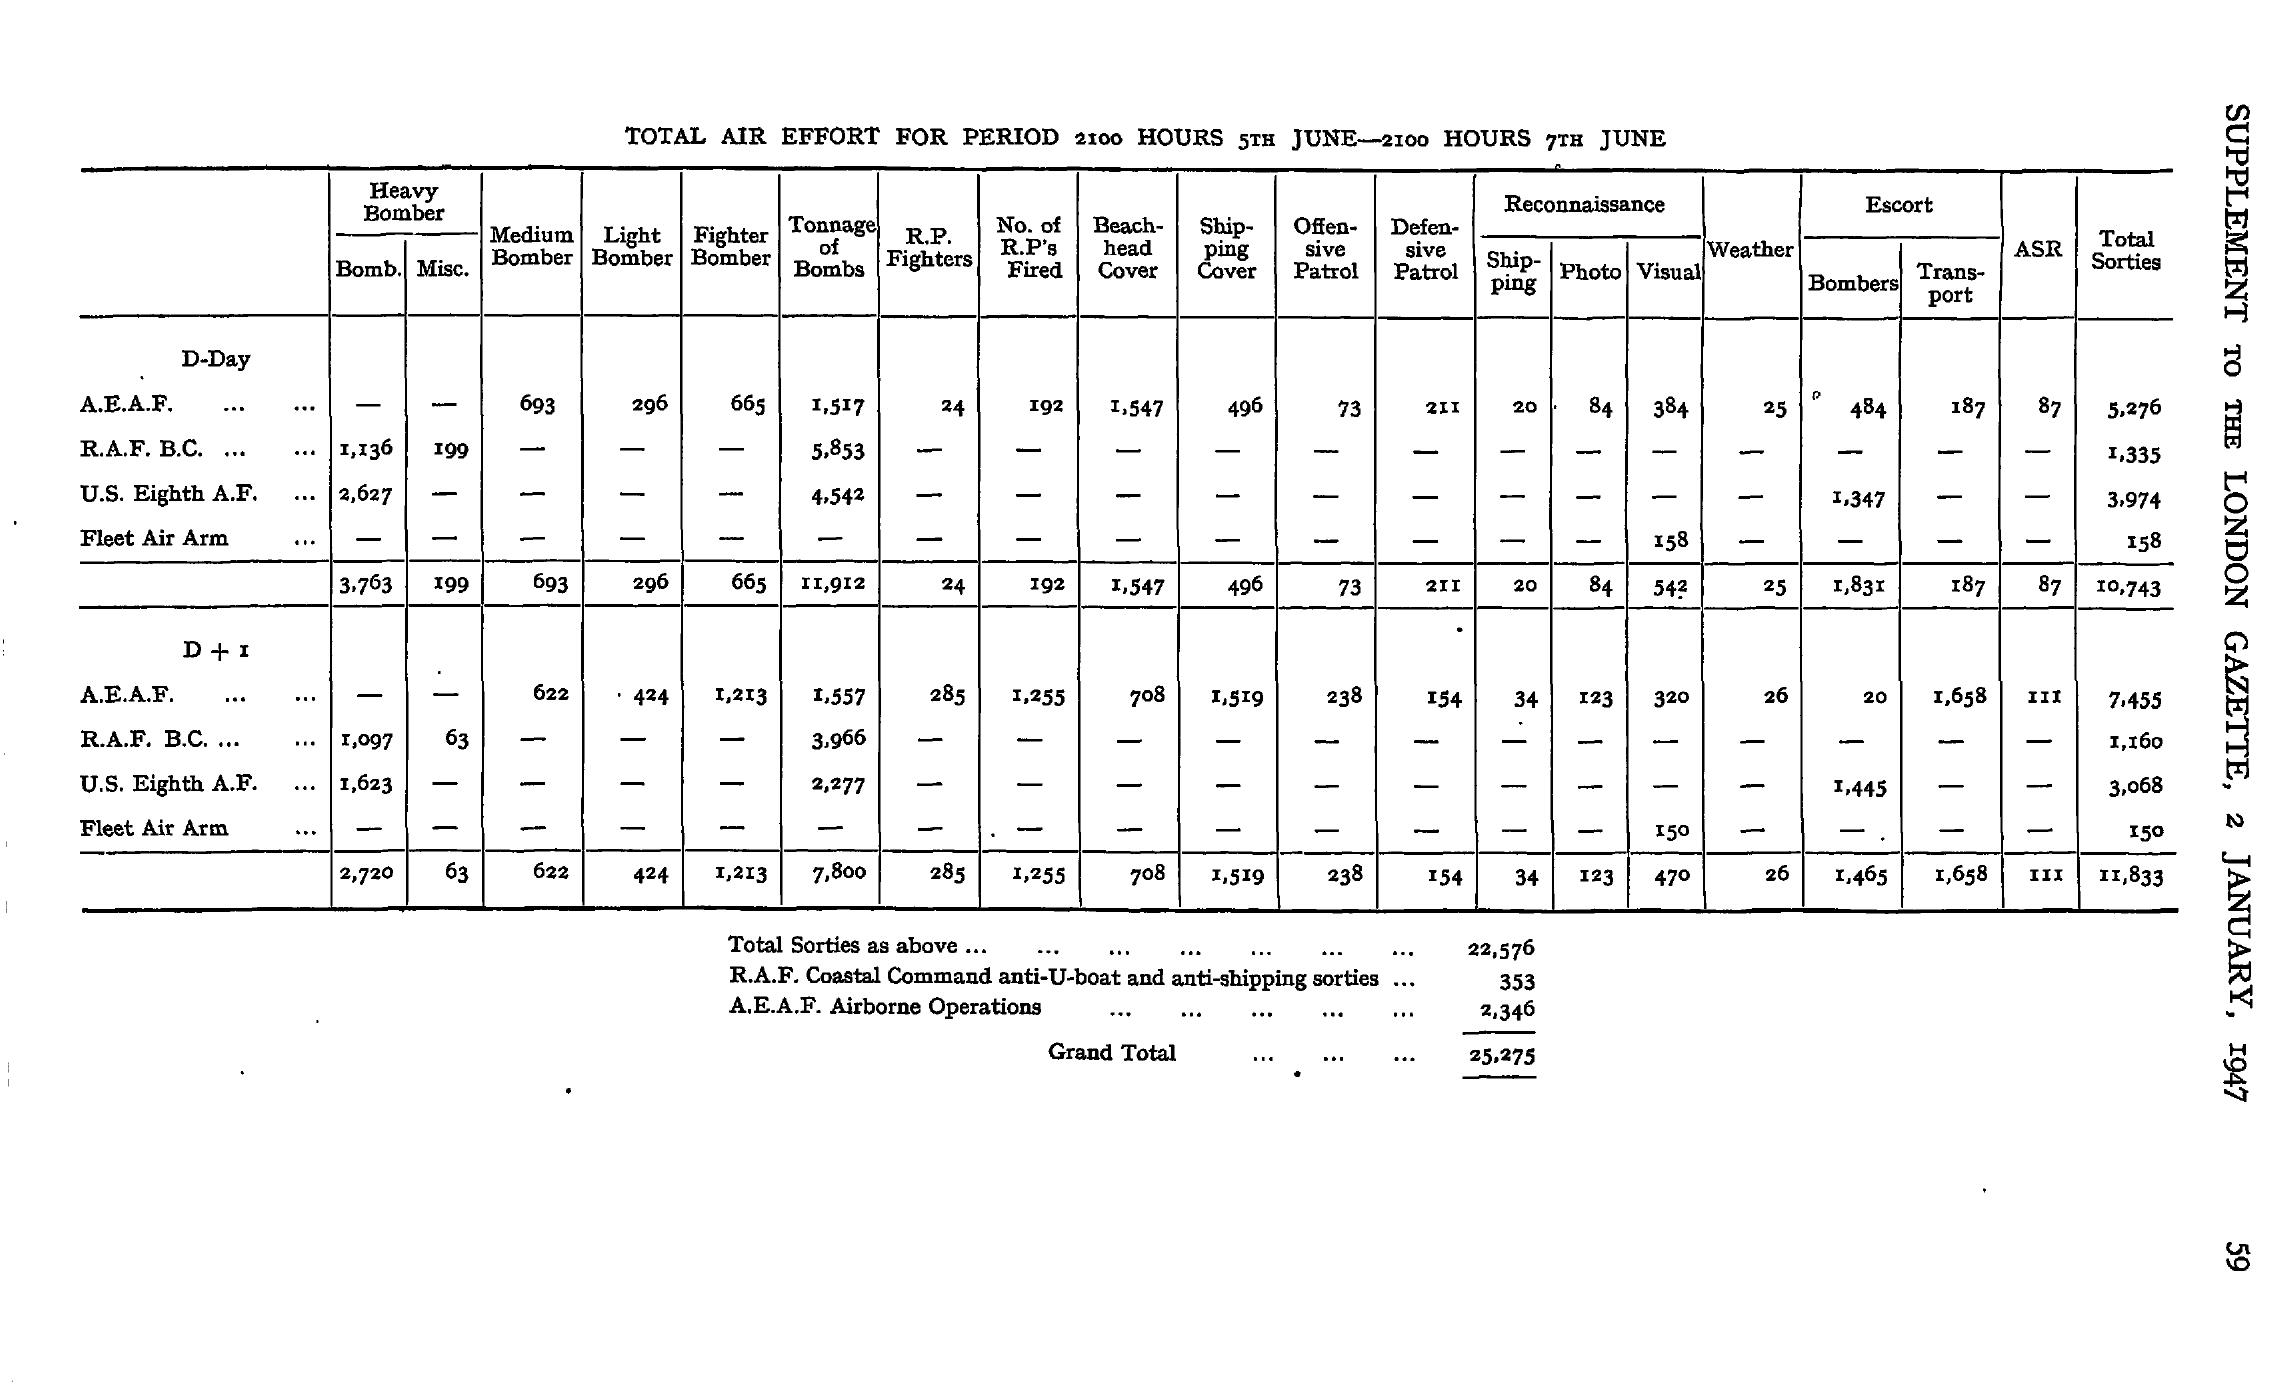 TOTAL AIR EFFORT FOR PERIOD 2100 HOURS 5TH JUNE—2100 HOURS 7TH JUNE
Heavy Bomber Medium Bomber Light Bomber Fighter Bomber Tonnage of Bombs R.P. Fighters No. of R.P's Fired Beach-head Cover Ship-ping Cover Offen-sive Patrol Defen-sive Patrol Reconnaissance Weather Escort ASR Total Sorties
Bomb. Misc. Ship-ping Photo Visual Bombers Trans-port
D-Day
A.E.A.F. ... ... — — 693 296 665 1,517 24 192 1,547 496 73 211 20 84 384 25 484 187 87 5,276
R.A.F. B.C. ... ... 1,136 199 — — — 5,853 — — — — — — — — — — — — — 1,335
U.S. Eighth A.F. ... 2,627 — — — — 4,542 — — — — — — — — — — 1,347 — — 3,974
Fleet Air Arm ... — — — — — — — — — — — — — — 158 — — — — 158
3,763 199 693 296 665 11,912 24 192 1,547 496 73 211 20 84 542 25 1,831 187 87 10,743
D + 1
A.E.A.F. ... ... — — 622 424 1,213 1,557 285 1,255 708 1,519 238 154 34 123 320 26 20 1,658 111 7,455
R.A.F. B.C. ... ... 1,097 63 — — — 3,966 — — — — — — — — — — — — — 1,160
U.S. Eighth A.F. ... 1,623 — — — — 2,277 — — — — — — — — — — 1,445 — — 3,068
Fleet Air Arm ... — — — — — — — — — — — — — — 150 — — — — 150
2,720 63 622 424 1,213 7,800 285 1,255 708 1,519 238 154 34 123 470 26 1,465 1,658 111 11,833
Total Sorties as above ... ... ... ... ... ... ... 22,576
R.A.F. Coastal Command anti-U-boat and anti-shipping sorties ... 353
A.E.A.F. Airborne Operations ... ... ... ... ... 2,346
Grand Total ... ... ... 25,275
SUPPLEMENT TO THE LONDON GAZETTE, 2 JANUARY, 1947 59